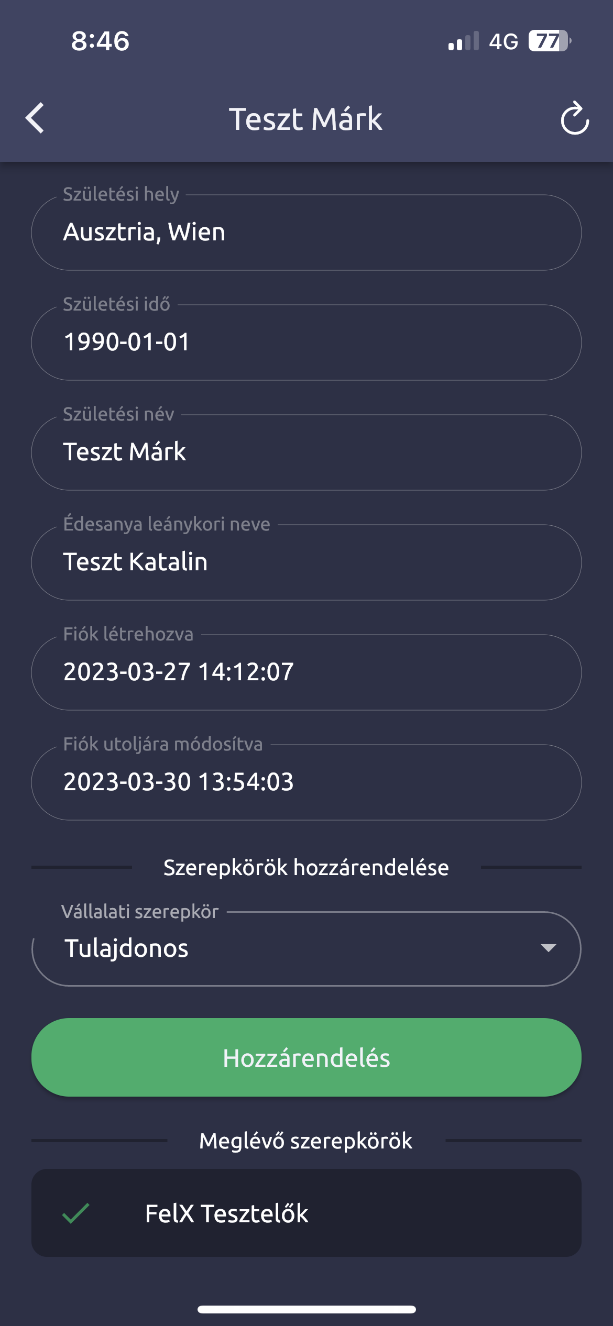 8:46
4G 77
Teszt Márk
Születési hely
Ausztria, Wien
Születési idő
1990-01-01
Születési név
Teszt Márk
Édesanya leánykori neve
Teszt Katalin
Fiók létrehozva
2023-03-27 14:12:07
Fiók utoljára módosítva
2023-03-30 13:54:03
Szerepkörök hozzárendelése
Vállalati szerepkör
Tulajdonos
Hozzárendelés
Meglévő szerepkörök
FelX Tesztelők